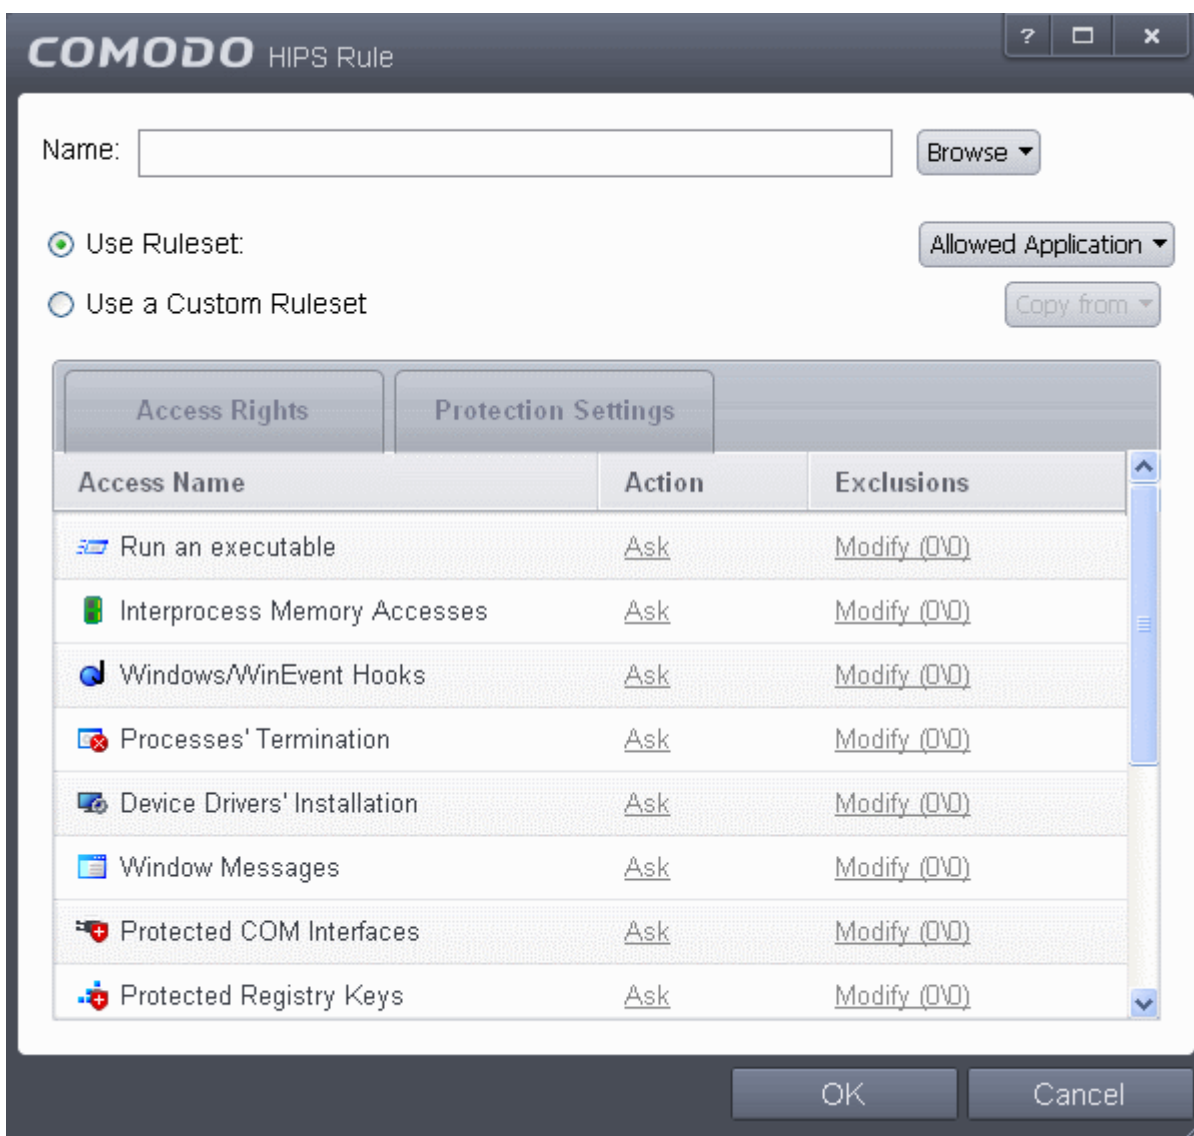 COMODO HIPS Rule ?
Name: Browse
Use Ruleset: Allowed Application
Use a Custom Ruleset Copy from
Access Rights Protection Settings
Access Name Action Exclusions
Run an executable Ask Modify (0\0)
Interprocess Memory Accesses Ask Modify (0\0)
Windows/WinEvent Hooks Ask Modify (0\0)
Processes' Termination Ask Modify (0\0)
Device Drivers' Installation Ask Modify (0\0)
Window Messages Ask Modify (0\0)
Protected COM Interfaces Ask Modify (0\0)
Protected Registry Keys Ask Modify (0\0)
OK Cancel